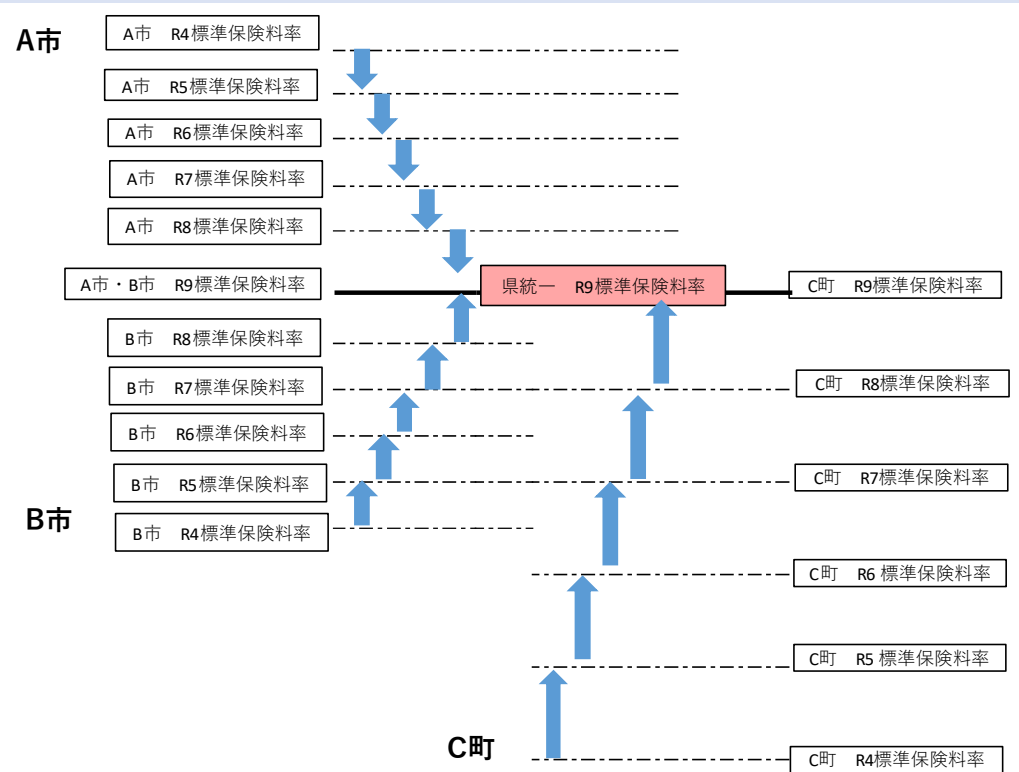 A市
A市　R4標準保険料率
A市　R5標準保険料率
A市　R6標準保険料率
A市　R7標準保険料率
A市　R8標準保険料率
A市・B市　R9標準保険料率
県統一　R9標準保険料率
C町　R9標準保険料率
B市　R8標準保険料率
B市　R7標準保険料率
B市　R6標準保険料率
B市　R5標準保険料率
B市　R4標準保険料率
B市
C町　R8標準保険料率
C町　R7標準保険料率
C町　R6 標準保険料率
C町　R5 標準保険料率
C町　R4標準保険料率
C町